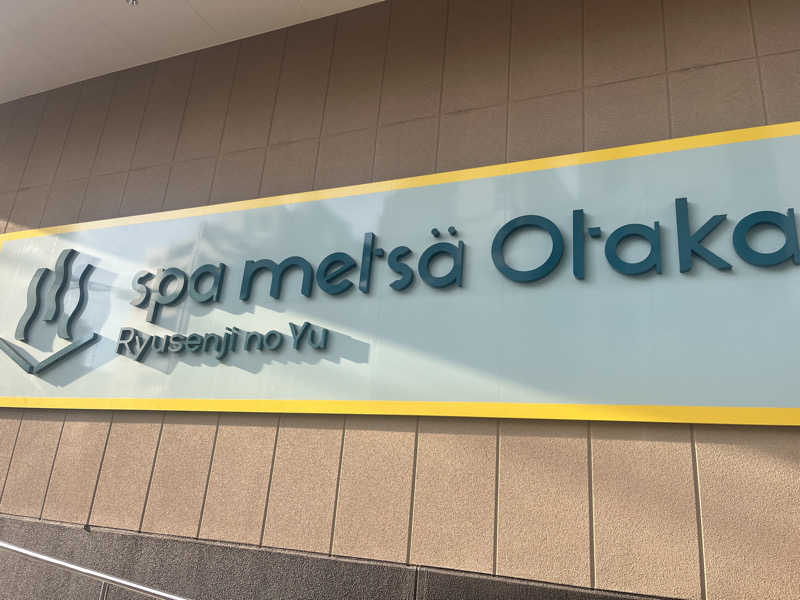 spa metsä Otaka
Ryusenji no Yu